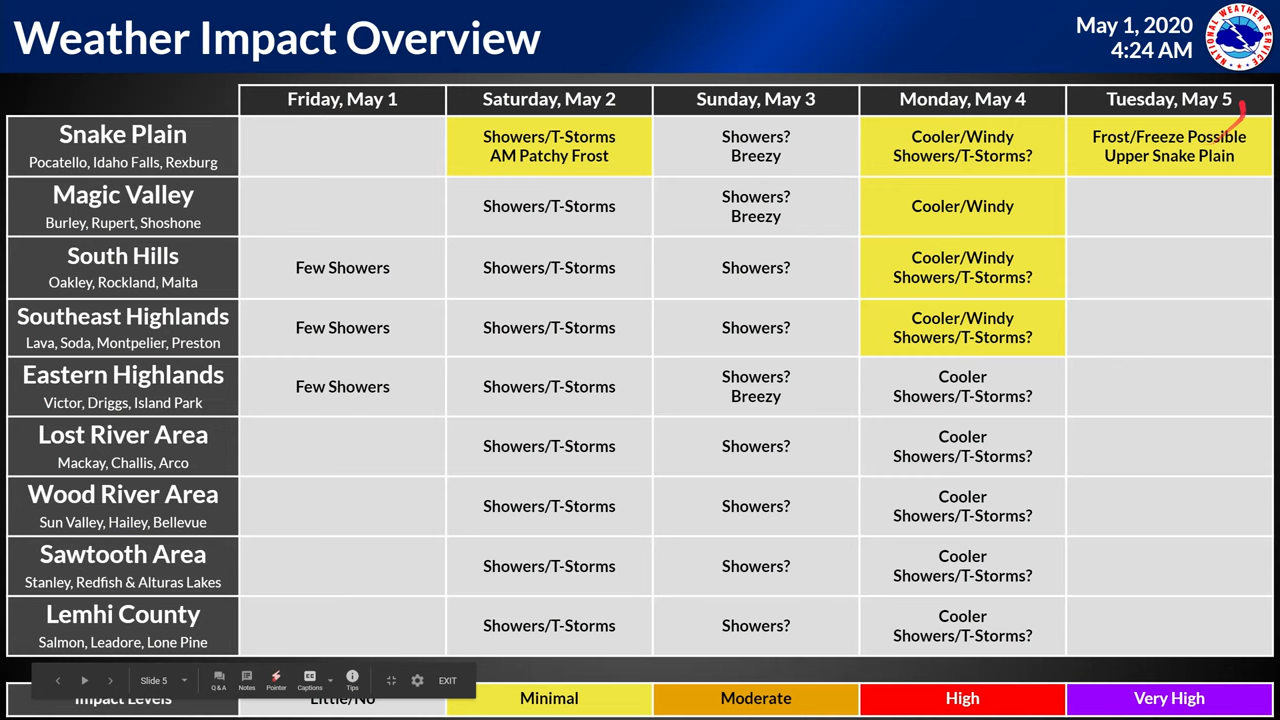 Weather Impact Overview
May 1, 2020
4:24 AM
NATIONAL WEATHER SERVICE
Friday, May 1
Saturday, May 2
Sunday, May 3
Monday, May 4
Tuesday, May 5
Snake Plain
Pocatello, Idaho Falls, Rexburg
Showers/T-Storms
AM Patchy Frost
Showers?
Breezy
Cooler/Windy
Showers/T-Storms?
Frost/Freeze Possible
Upper Snake Plain
Magic Valley
Burley, Rupert, Shoshone
Showers/T-Storms
Showers?
Breezy
Cooler/Windy
South Hills
Oakley, Rockland, Malta
Few Showers
Showers/T-Storms
Showers?
Cooler/Windy
Showers/T-Storms?
Southeast Highlands
Lava, Soda, Montpelier, Preston
Few Showers
Showers/T-Storms
Showers?
Cooler/Windy
Showers/T-Storms?
Eastern Highlands
Victor, Driggs, Island Park
Few Showers
Showers/T-Storms
Showers?
Breezy
Cooler
Showers/T-Storms?
Lost River Area
Mackay, Challis, Arco
Showers/T-Storms
Showers?
Cooler
Showers/T-Storms?
Wood River Area
Sun Valley, Hailey, Bellevue
Showers/T-Storms
Showers?
Cooler
Showers/T-Storms?
Sawtooth Area
Stanley, Redfish & Alturas Lakes
Showers/T-Storms
Showers?
Cooler
Showers/T-Storms?
Lemhi County
Salmon, Leadore, Lone Pine
Showers/T-Storms
Showers?
Cooler
Showers/T-Storms?
Slide 5
Q&A
Notes
Pointer
Captions
Tips
EXIT
Impact Levels
Little/No
Minimal
Moderate
High
Very High